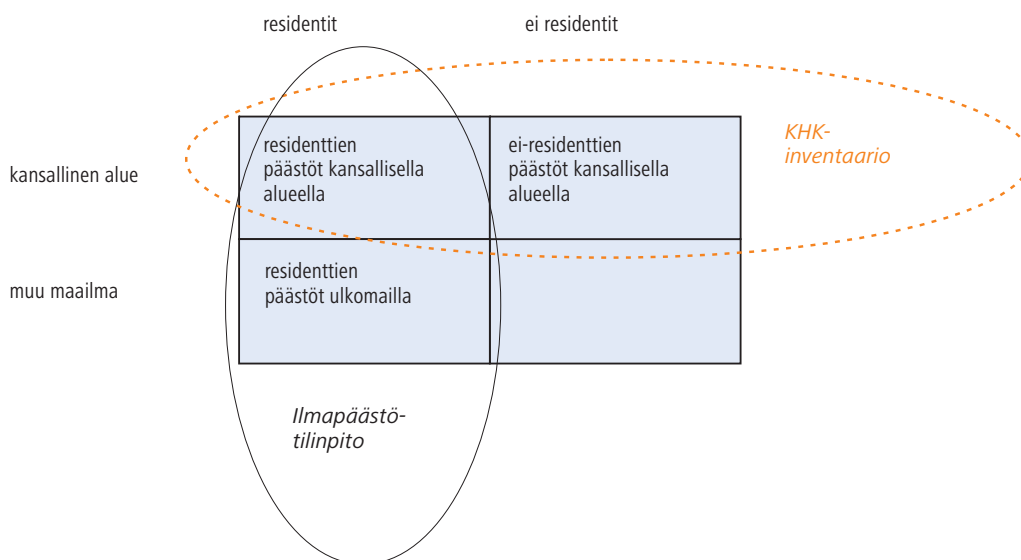 residentit
ei residentit
kansallinen alue
residenttien
päästöt kansallisella
alueella
ei-residenttien
päästöt kansallisella
alueella
KHK-
inventaario
muu maailma
residenttien
päästöt ulkomailla
Ilmapäästö-
tilinpito